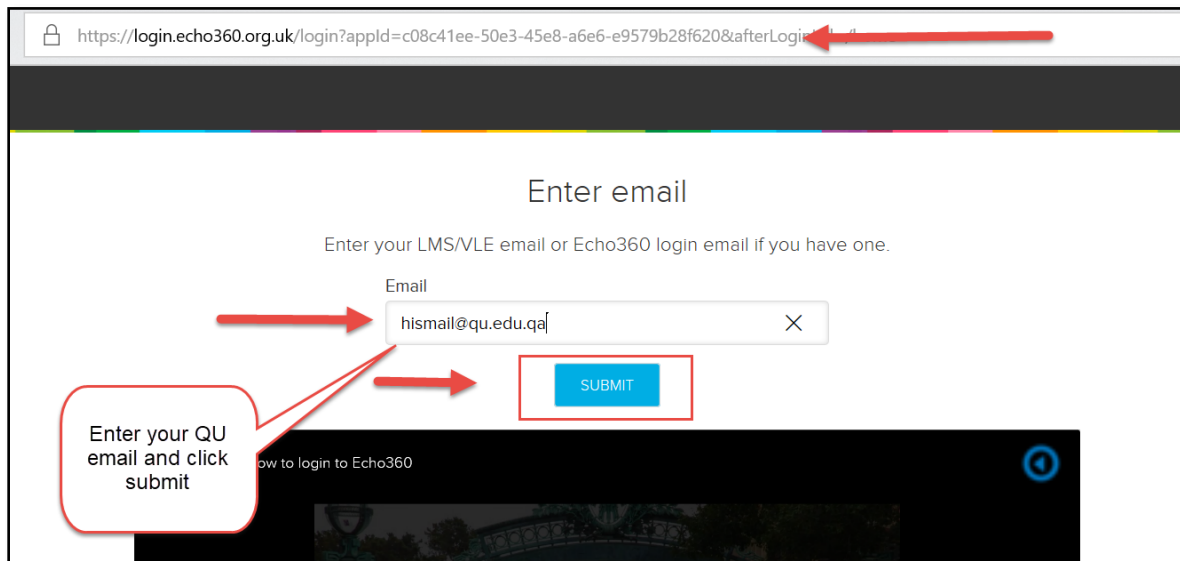 https://login.echo360.org.uk/login?appId=c08c41ee-50e3-45e8-a6e6-e9579b28f620&afterLogin
Enter email
Enter your LMS/VLE email or Echo360 login email if you have one.
Email
hismail@qu.edu.qa
SUBMIT
Enter your QU
email and click
submit
ow to login to Echo360